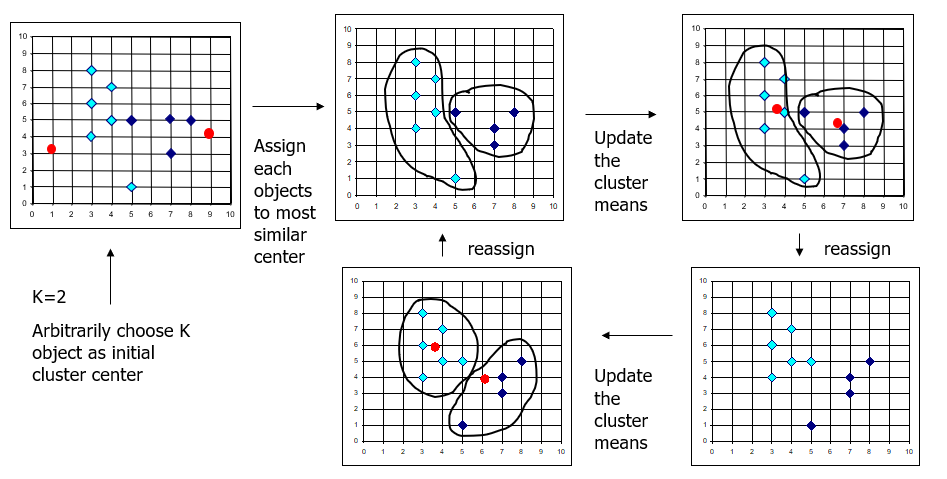 10
9
8
7
6
5
4
3
2
1
0
0 1 2 3 4 5 6 7 8 9 10
K=2
Arbitrarily choose K
object as initial
cluster center
Assign
each
objects
to most
similar
center
10
9
8
7
6
5
4
3
2
1
0
0 1 2 3 4 5 6 7 8 9 10
Update
the
cluster
means
10
9
8
7
6
5
4
3
2
1
0
0 1 2 3 4 5 6 7 8 9 10
reassign
reassign
10
9
8
7
6
5
4
3
2
1
0
0 1 2 3 4 5 6 7 8 9 10
Update
the
cluster
means
10
9
8
7
6
5
4
3
2
1
0
0 1 2 3 4 5 6 7 8 9 10